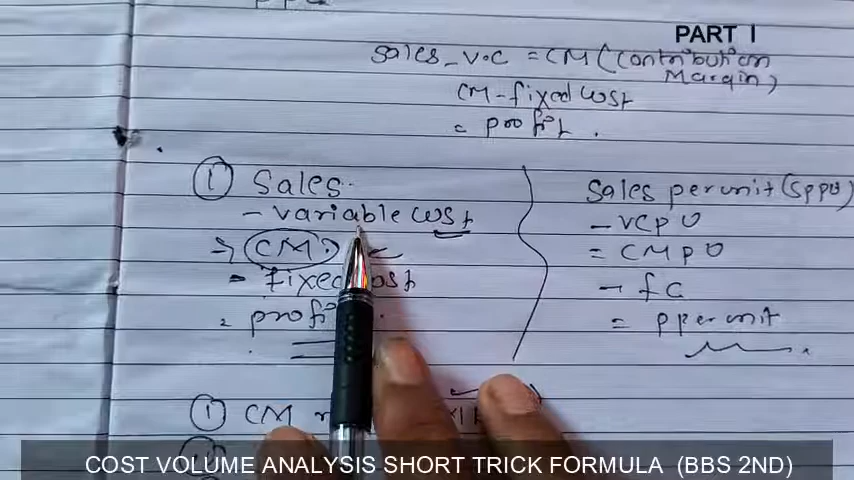 PART I
Sales - V.C = CM (Contribution
Margin)
CM - fixed Cost
= profit.
① Sales
- variable cost
→ CM.
- fixed cost
= profit
Sales per unit (SPPU
- VCPU
= CMPU
- fc
= pper unit
① CM
COST VOLUME ANALYSIS SHORT TRICK FORMULA (BBS 2ND)